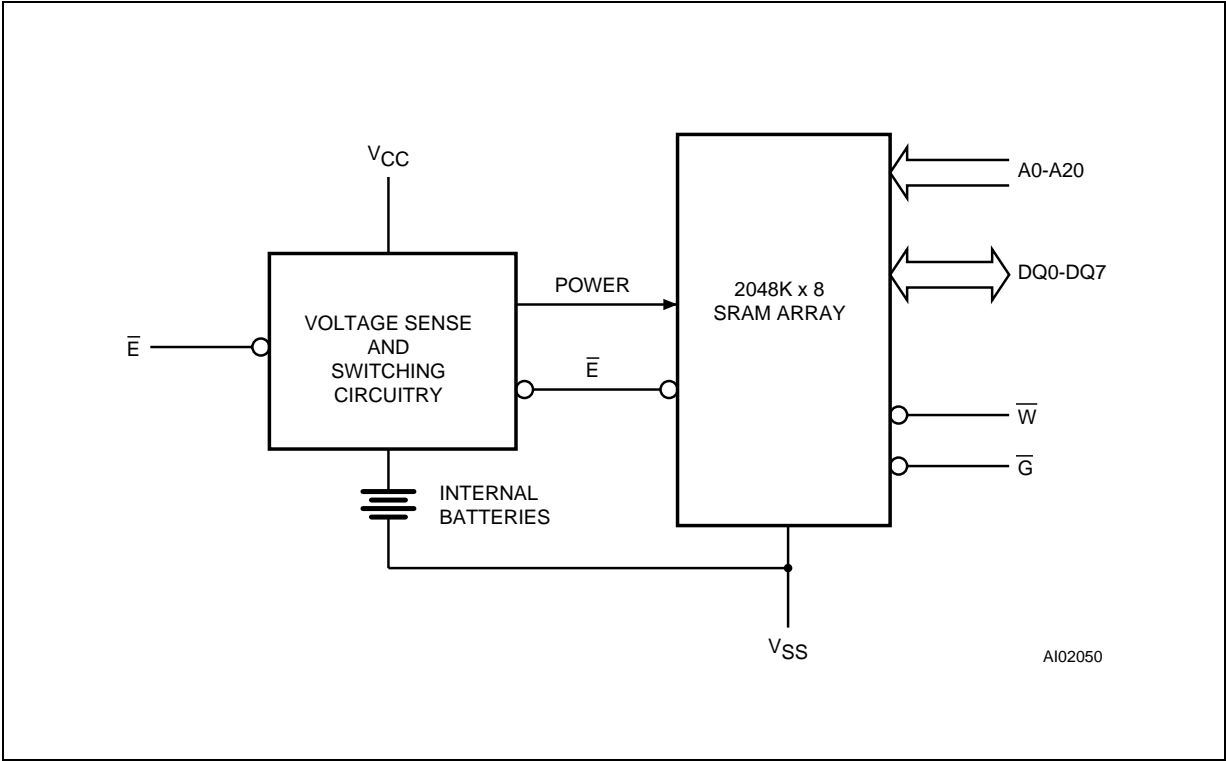 VCC
A0-A20
DQ0-DQ7
POWER
2048K x 8
SRAM ARRAY
VOLTAGE SENSE
AND
SWITCHING
CIRCUITRY
E̅
E̅
W̅
G̅
INTERNAL
BATTERIES
VSS
AI02050